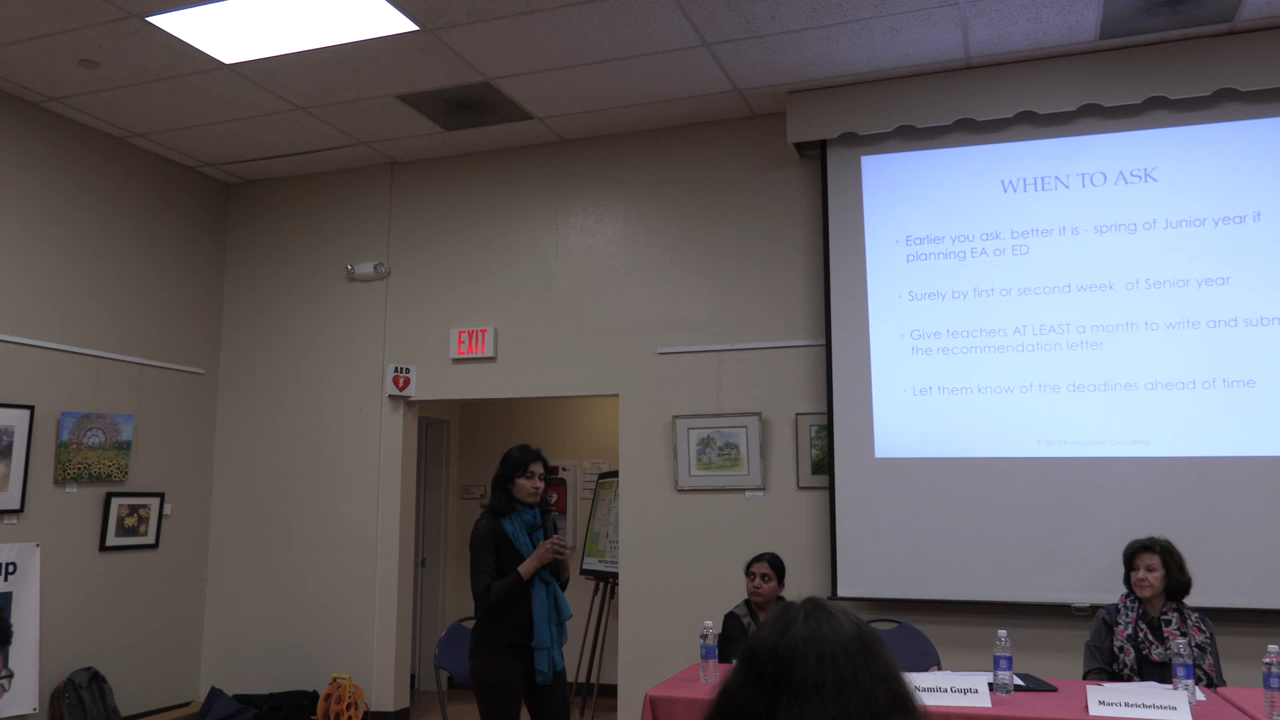 WHEN TO ASK
Earlier you ask, better it is - spring of Junior year if
planning EA or ED
Surely by first or second week of Senior year
Give teachers AT LEAST a month to write and subm
the recommendation letter
Let them know of the deadlines ahead of time
© 2015 Consulting
EXIT
AED
up
Namita Gupta
Marci Reichelstein